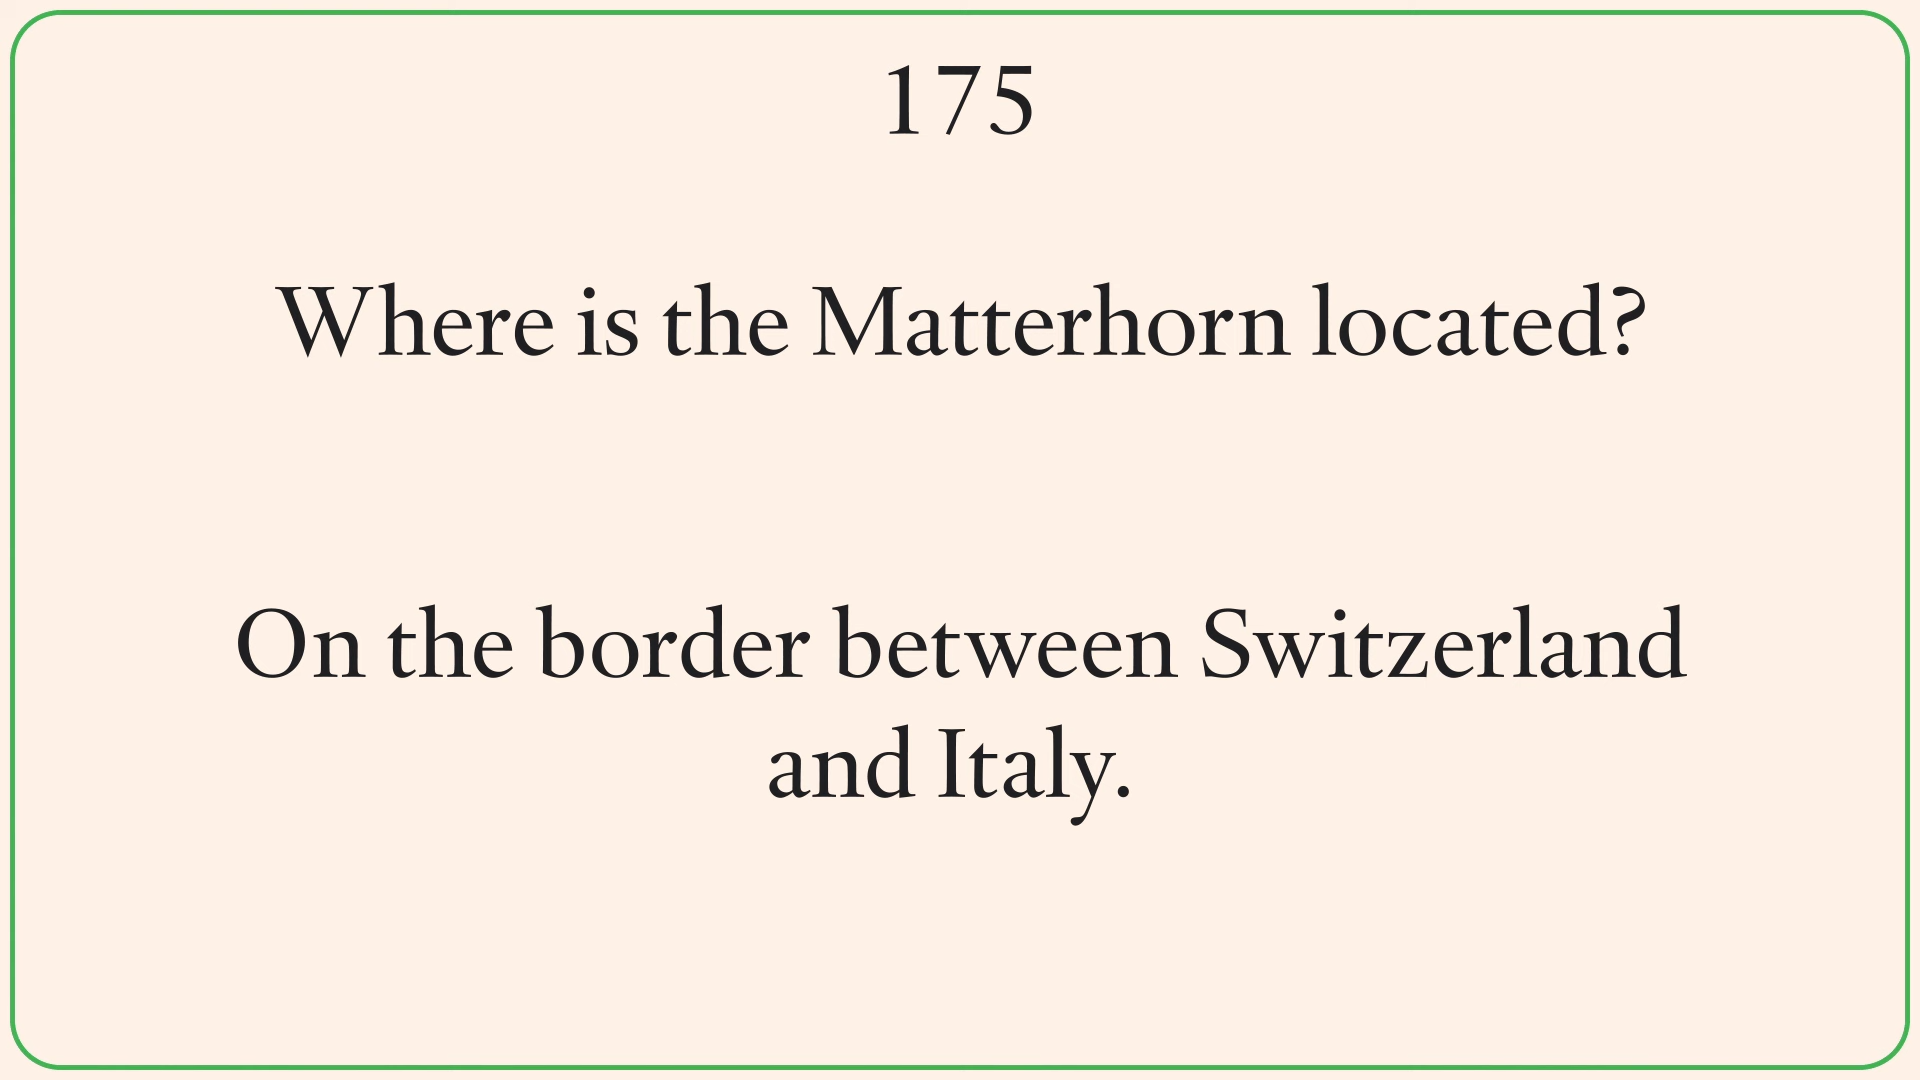 175
Where is the Matterhorn located?
On the border between Switzerland
and Italy.